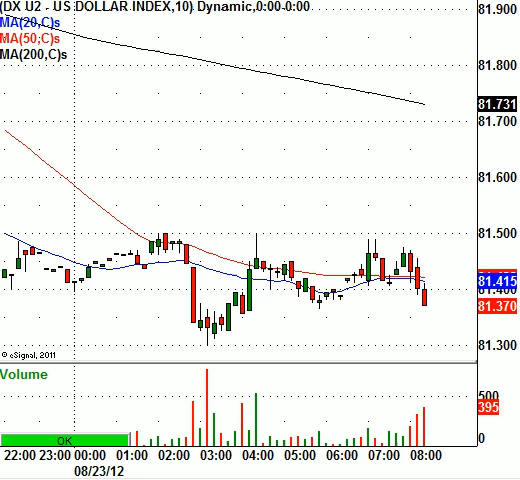 (DX U2 - US DOLLAR INDEX,10) Dynamic,0:00-0:00
MA(20,C)s
MA(50,C)s
MA(200,C)s
81.900
81.800
81.731
81.700
81.600
81.500
81.415
81.400
81.370
81.300
© eSignal, 2011
Volume
500
395
0
OK
22:00 23:00 00:00 01:00 02:00 03:00 04:00 05:00 06:00 07:00 08:00
08/23/12